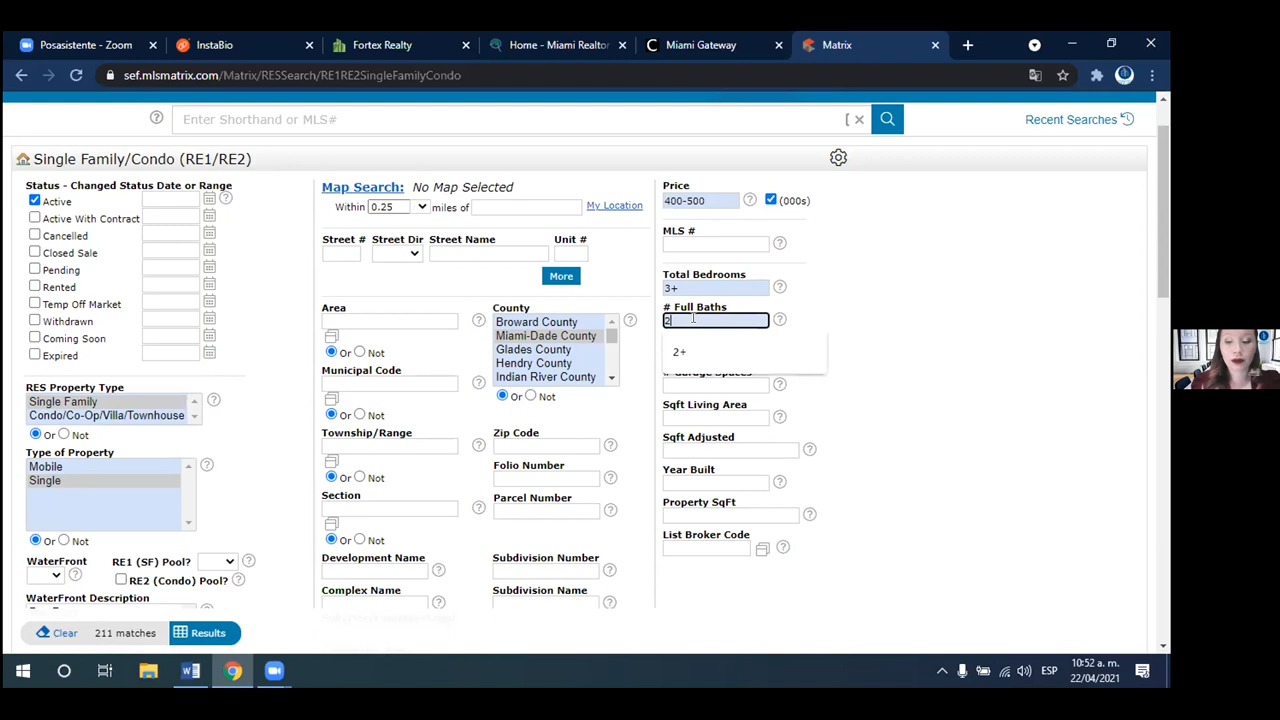 Posasistente - Zoom
InstaBio
Fortex Realty
Home - Miami Realtor
Miami Gateway
Matrix
sef.mlsmatrix.com/Matrix/RESSearch/RE1RE2SingleFamilyCondo
Enter Shorthand or MLS#
Recent Searches
Single Family/Condo (RE1/RE2)
Status - Changed Status Date or Range
Active
Active With Contract
Cancelled
Closed Sale
Pending
Rented
Temp Off Market
Withdrawn
Coming Soon
Expired
RES Property Type
Single Family
Condo/Co-Op/Villa/Townhouse
Or Not
Type of Property
Mobile
Single
Or Not
WaterFront RE1 (SF) Pool?
RE2 (Condo) Pool?
WaterFront Description
Map Search: No Map Selected
Within 0.25 miles of My Location
Street # Street Dir Street Name Unit #
More
Area
Or Not
Municipal Code
Or Not
Township/Range
Or Not
Section
Or Not
Development Name
Complex Name
County
Broward County
Miami-Dade County
Glades County
Hendry County
Indian River County
Or Not
Zip Code
Folio Number
Parcel Number
Subdivision Number
Subdivision Name
Price
400-500 (000s)
MLS #
Total Bedrooms
3+
# Full Baths
2
2+
# Garage Spaces
Sqft Living Area
Sqft Adjusted
Year Built
Property SqFt
List Broker Code
Clear 211 matches Results
ESP
10:52 a. m.
22/04/2021